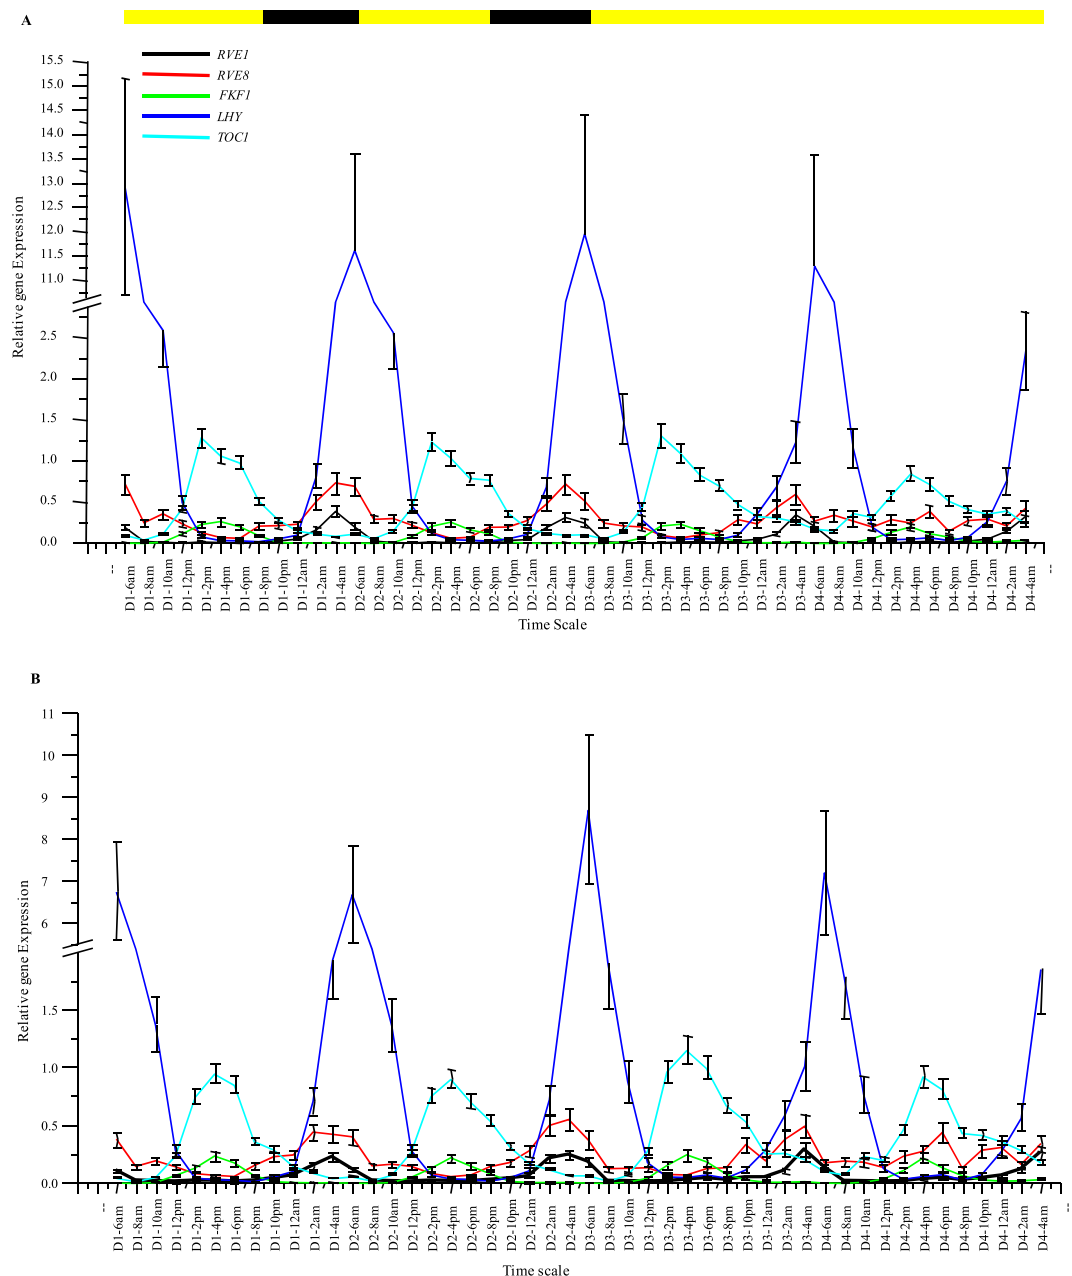 A
RVE1
RVE8
FKF1
LHY
TOC1
15.5
15.0
14.5
14.0
13.5
13.0
12.5
12.0
11.5
11.0
2.5
2.0
1.5
1.0
0.5
0.0
Relative gene Expression
--
D1-6am
D1-8am
D1-10am
D1-12pm
D1-2pm
D1-4pm
D1-6pm
D1-8pm
D1-10pm
D1-12am
D1-2am
D1-4am
D2-6am
D2-8am
D2-10am
D2-12pm
D2-2pm
D2-4pm
D2-6pm
D2-8pm
D2-10pm
D2-12am
D2-2am
D2-4am
D3-6am
D3-8am
D3-10am
D3-12pm
D3-2pm
D3-4pm
D3-6pm
D3-8pm
D3-10pm
D3-12am
D3-2am
D3-4am
D4-6am
D4-8am
D4-10am
D4-12pm
D4-2pm
D4-4pm
D4-6pm
D4-8pm
D4-10pm
D4-12am
D4-2am
D4-4am
--
Time Scale
B
11
10
9
8
7
6
1.5
1.0
0.5
0.0
Relative gene Expression
--
D1-6am
D1-8am
D1-10am
D1-12pm
D1-2pm
D1-4pm
D1-6pm
D1-8pm
D1-10pm
D1-12am
D1-2am
D1-4am
D2-6am
D2-8am
D2-10am
D2-12pm
D2-2pm
D2-4pm
D2-6pm
D2-8pm
D2-10pm
D2-12am
D2-2am
D2-4am
D3-6am
D3-8am
D3-10am
D3-12pm
D3-2pm
D3-4pm
D3-6pm
D3-8pm
D3-10pm
D3-12am
D3-2am
D3-4am
D4-6am
D4-8am
D4-10am
D4-12pm
D4-2pm
D4-4pm
D4-6pm
D4-8pm
D4-10pm
D4-12am
D4-2am
D4-4am
--
Time scale